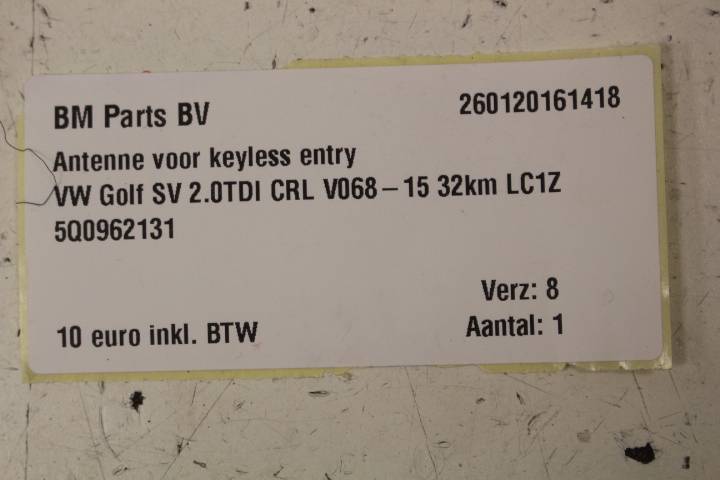 BM Parts BV
260120161418
Antenne voor keyless entry
VW Golf SV 2.0TDI CRL V068 – 15 32km LC1Z
5Q0962131
Verz: 8
10 euro inkl. BTW
Aantal: 1